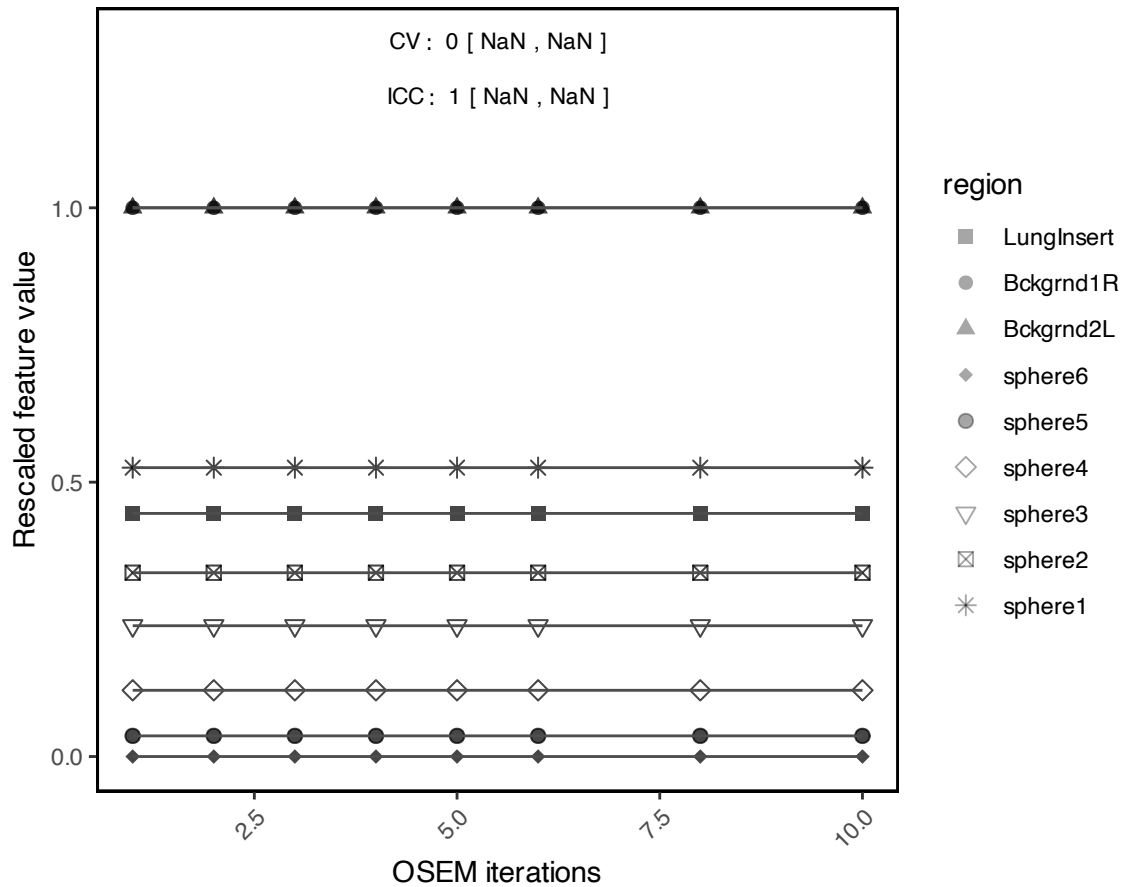 CV : 0 [ NaN , NaN ]
ICC : 1 [ NaN , NaN ]
Rescaled feature value
1.0
0.5
0.0
2.5
5.0
7.5
10.0
OSEM iterations
region
LungInsert
Bckgrnd1R
Bckgrnd2L
sphere6
sphere5
sphere4
sphere3
sphere2
sphere1